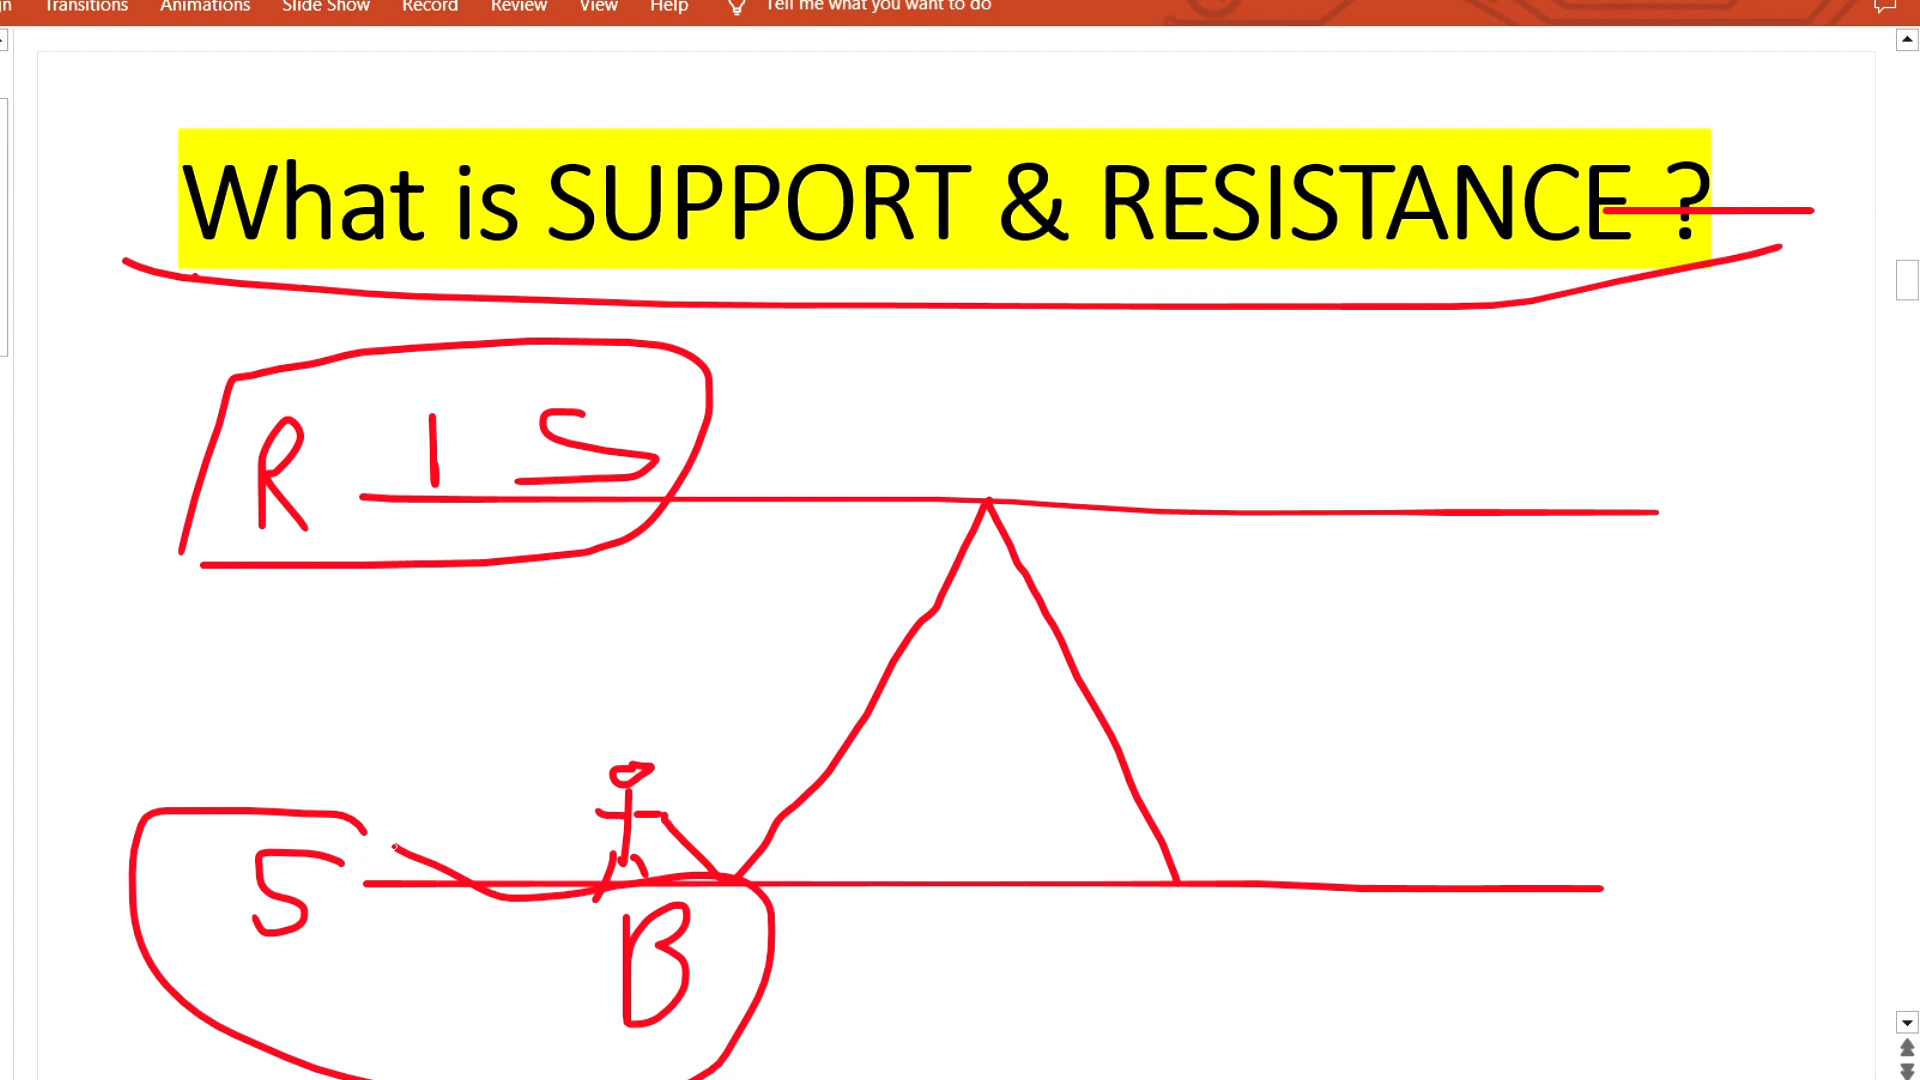 Transitions Animations Slide Show Record Review View Help Tell me what you want to do
What is SUPPORT & RESISTANCE ?
R 1 S
S
B